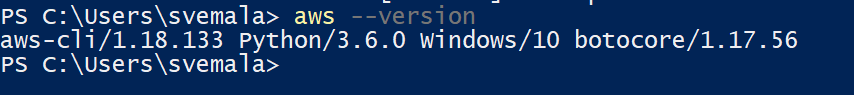 PS C:\Users\svemala> aws --version
aws-cli/1.18.133 Python/3.6.0 Windows/10 botocore/1.17.56
PS C:\Users\svemala>